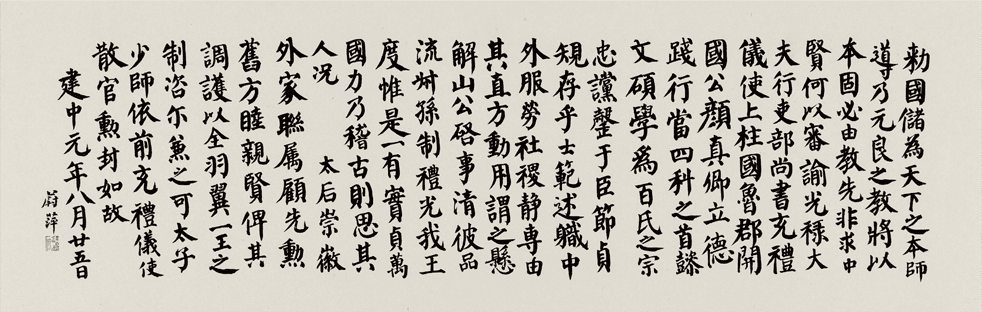 勅國儲為天下之本師
導乃元良之教將以
本固必由教先非求中
賢何以審諭光祿大
夫行吏部尚書充禮
儀使上柱國魯郡開
國公顏真卿立德
踐行當四科之首懿
文碩學爲百氏之宗
忠讜罄于臣節貞
規存乎士範述職中
外服勞社稷静專由
其直方動用謂之懸
解山公啓事清彼品
流叔孫制禮光我王
度惟是一有實貞萬
國力乃稽古則思其
人況 太后崇徽
外家聯屬顧先勲
舊方睦親賢俾其
調護以全羽翼一王之
制咨尔兼之可太子
少師依前充禮儀使
散官勲封如故
建中元年八月廿五日
蔚萍